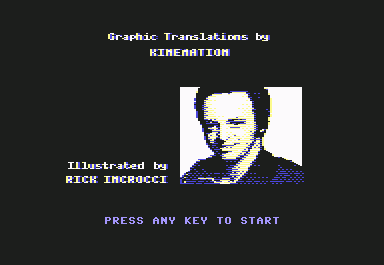 Graphic Translations by
KINEMATION
Illustrated by
RICK INCROCCI
PRESS ANY KEY TO START